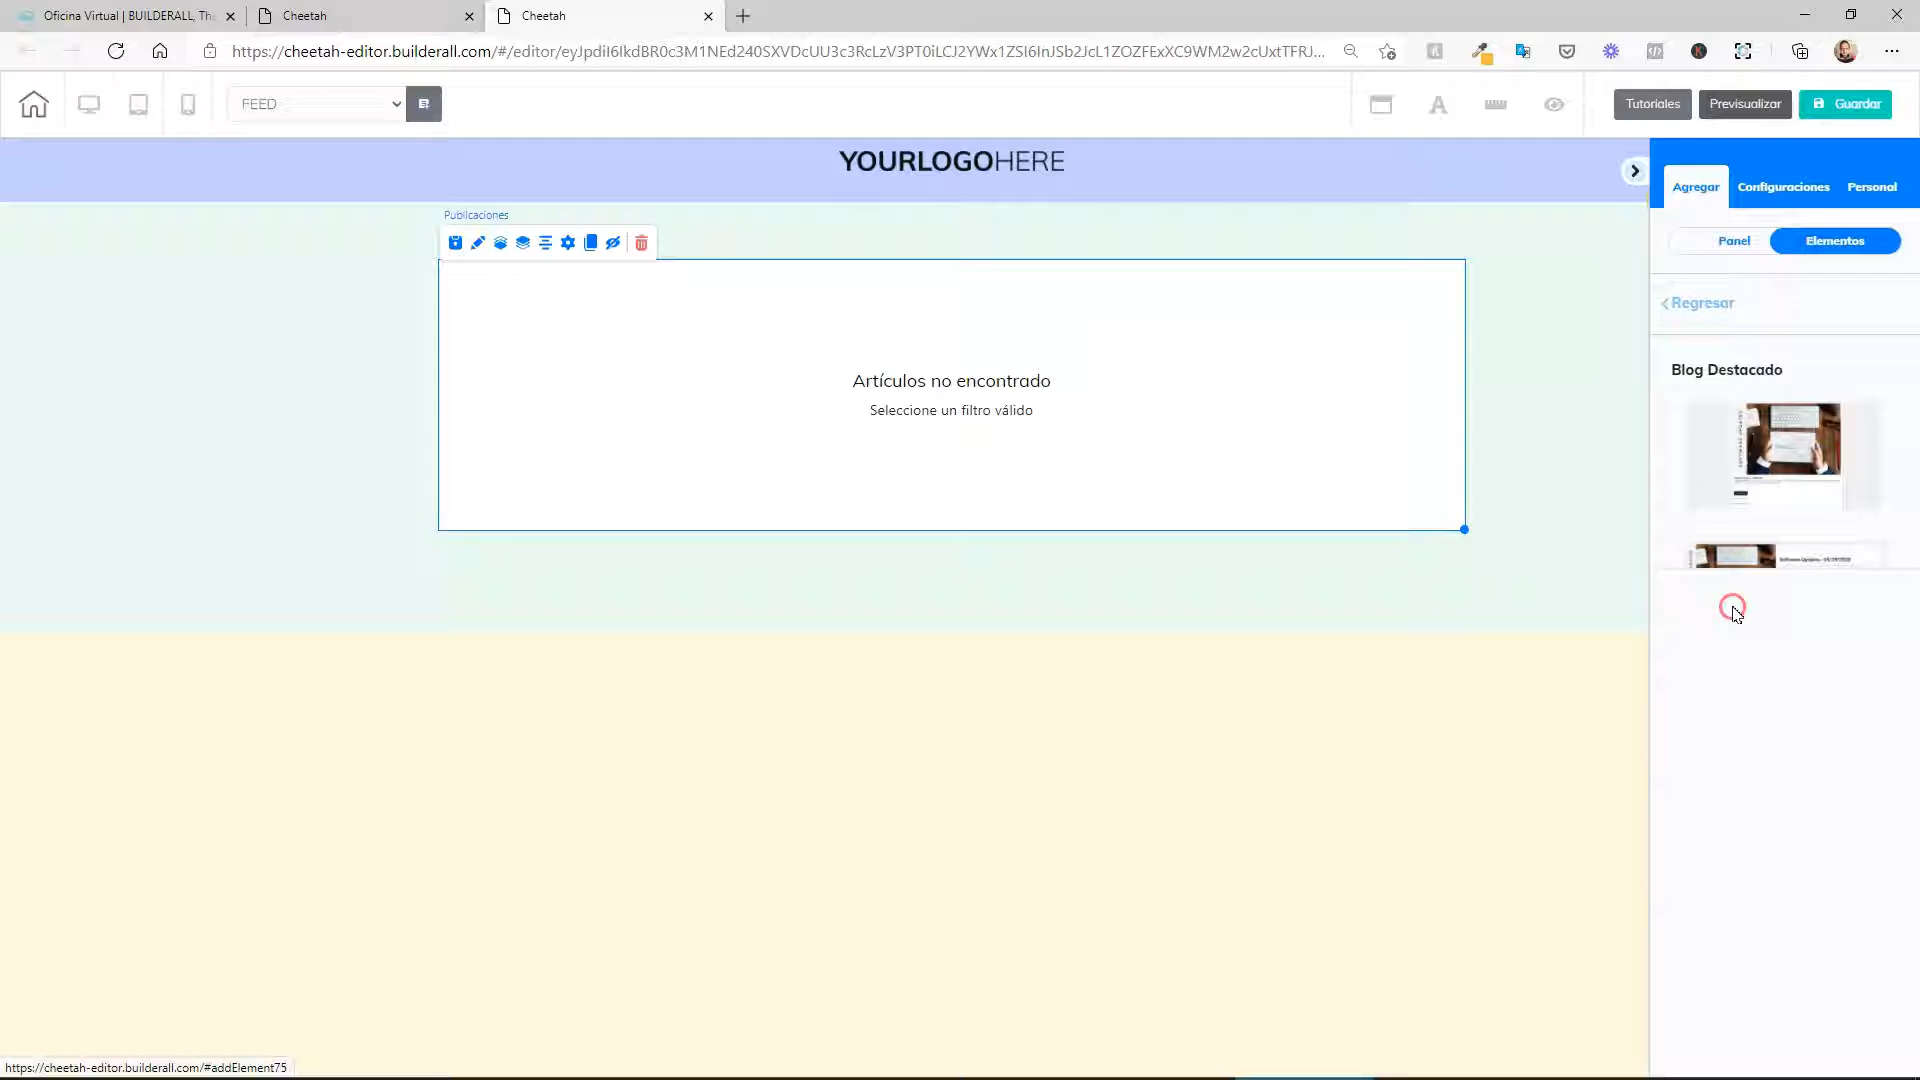 Oficina Virtual | BUILDERALL, Th
Cheetah
Cheetah
https://cheetah-editor.builderall.com/#/editor/eyJpdiI6IkdBR0c3M1NEd240SXVDcUU3c3RcLzV3PT0iLCJ2YWx1ZSI6InJSb2JcL1ZOZFExXC9WM2w2cUxtTFRJ...
FEED
Tutoriales
Previsualizar
Guardar
YOURLOGOHERE
Agregar
Configuraciones
Personal
Publicaciones
Panel
Elementos
Regresar
Blog Destacado
Artículos no encontrado
Seleccione un filtro válido
https://cheetah-editor.builderall.com/#addElement75